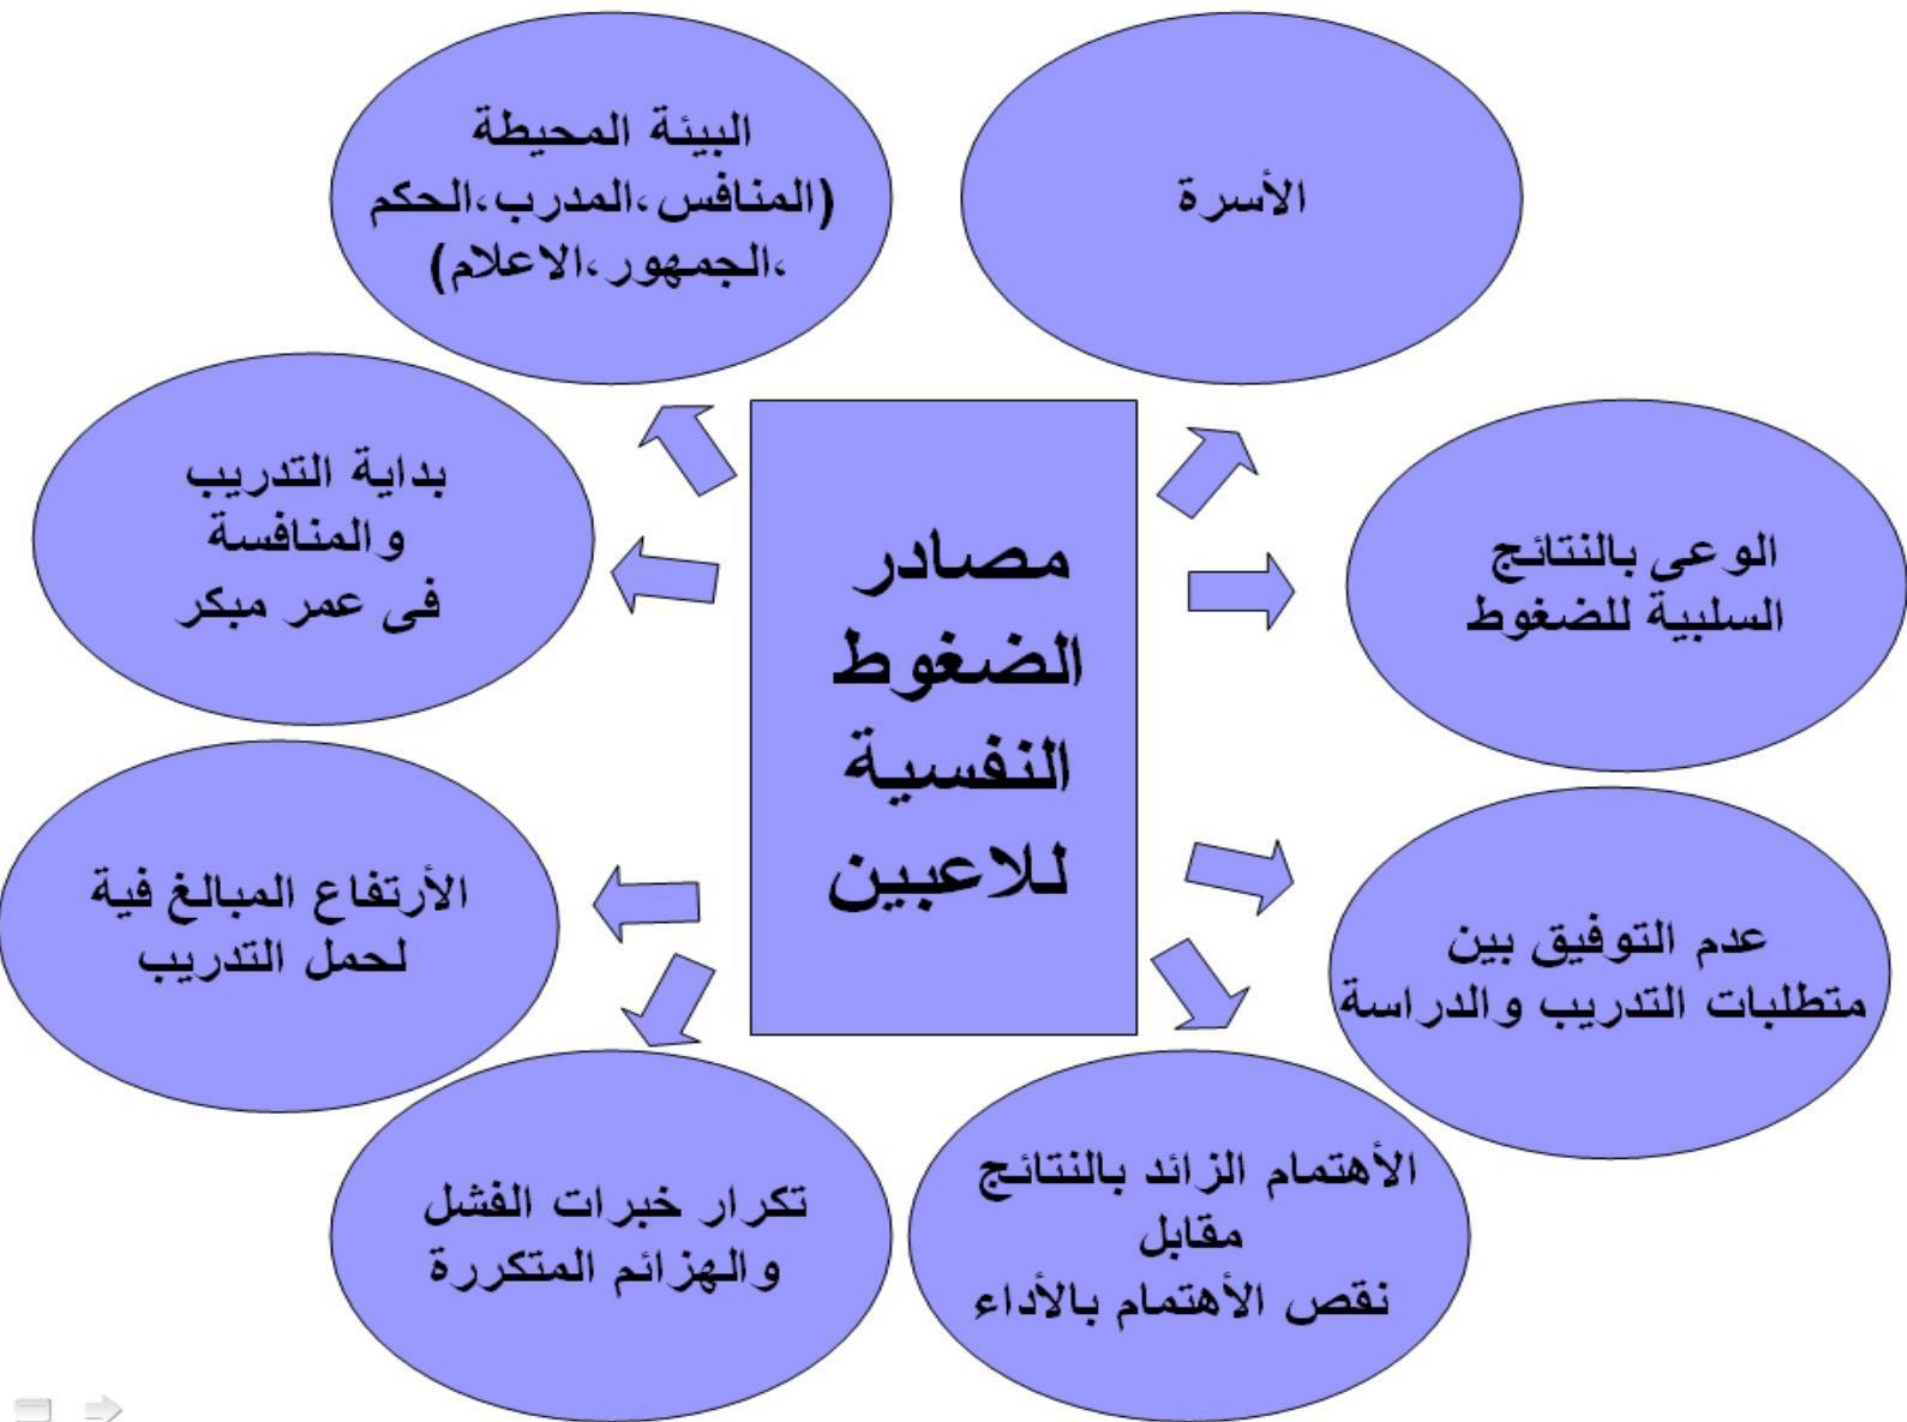 مصادر
الضغوط
النفسية
للاعبين
الأسرة
الوعى بالنتائج
السلبية للضغوط
عدم التوفيق بين
متطلبات التدريب والدراسة
الأهتمام الزائد بالنتائج
مقابل
نقص الأهتمام بالأداء
تكرار خبرات الفشل
والهزائم المتكررة
الأرتفاع المبالغ فية
لحمل التدريب
بداية التدريب
والمنافسة
فى عمر مبكر
البيئة المحيطة
(المنافس،المدرب،الحكم
،الجمهور،الاعلام)